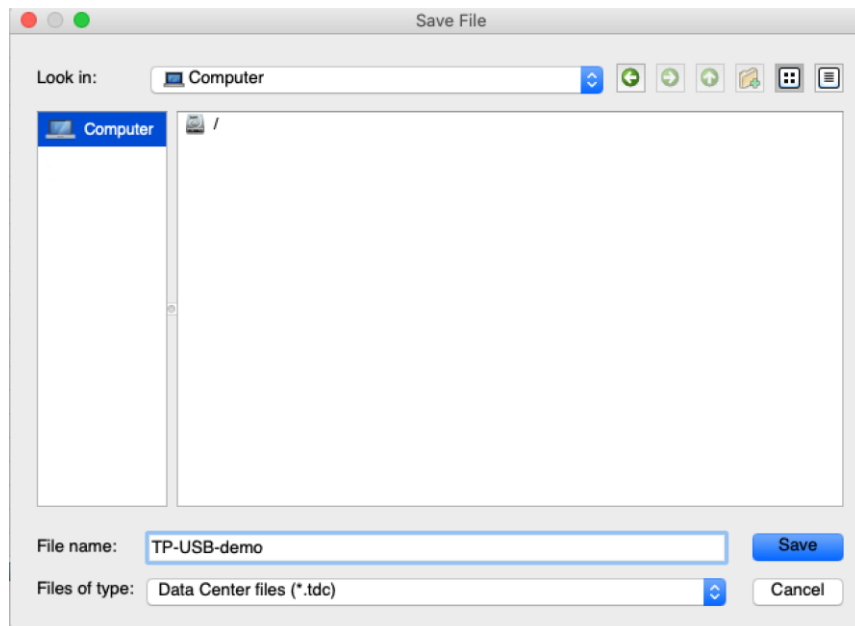 Save File
Look in:
Computer
Computer
/
File name:
TP-USB-demo
Save
Files of type:
Data Center files (*.tdc)
Cancel